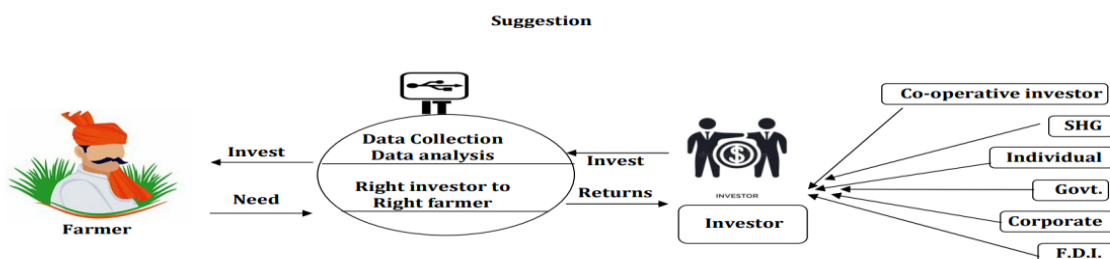 Suggestion
IT
Data Collection
Data analysis
Right investor to
Right farmer
Invest
Need
Farmer
Invest
Returns
INVESTOR
Investor
Co-operative investor
SHG
Individual
Govt.
Corporate
F.D.I.